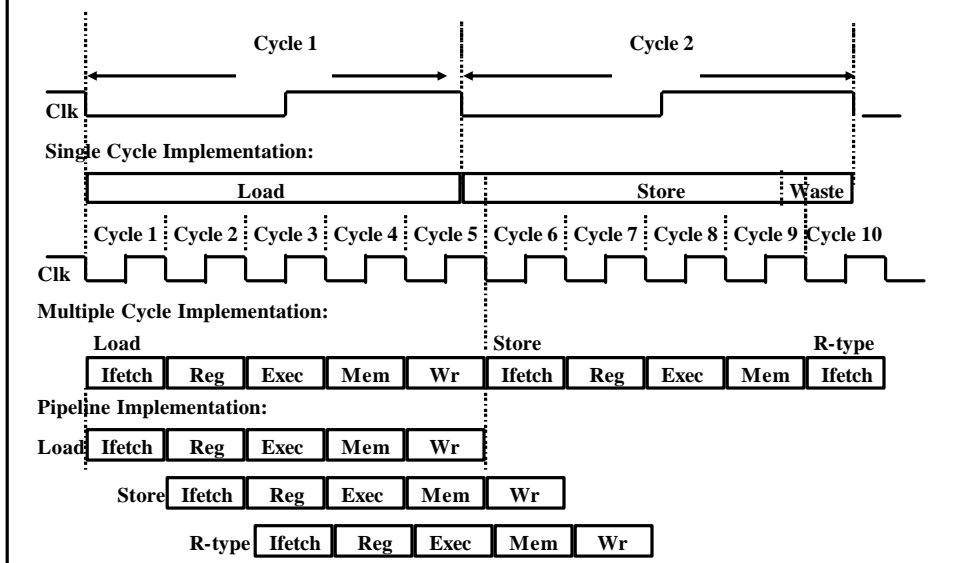 Cycle 1 Cycle 2
Clk
Single Cycle Implementation:
Load Store Waste
Cycle 1 Cycle 2 Cycle 3 Cycle 4 Cycle 5 Cycle 6 Cycle 7 Cycle 8 Cycle 9 Cycle 10
Clk
Multiple Cycle Implementation:
Load Store R-type
Ifetch Reg Exec Mem Wr Ifetch Reg Exec Mem Ifetch
Pipeline Implementation:
Load Ifetch Reg Exec Mem Wr
Store Ifetch Reg Exec Mem Wr
R-type Ifetch Reg Exec Mem Wr